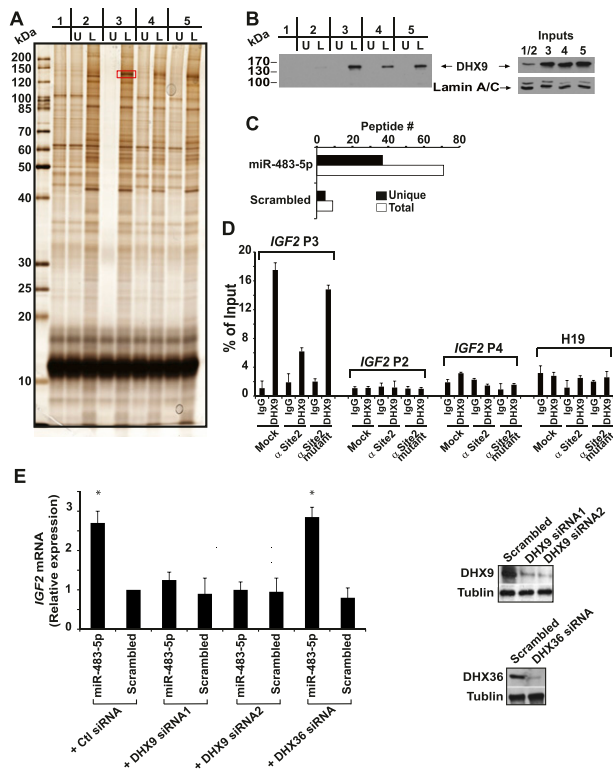 A
1 2 3 4 5
kDa
U L U L U L U L
200
150
120
100
85
70
60
50
40
30
25
20
10
B
1 2 3 4 5
kDa
U L U L U L U L
170
130
100
DHX9
Lamin A/C
Inputs
1/2 3 4 5
C
Peptide #
0 20 40 60 80
miR-483-5p
Scrambled
Unique
Total
D
% of Input
20
16
12
8
4
0
IGF2 P3
IGF2 P2
IGF2 P4
H19
IgG DHX9 IgG DHX9 IgG DHX9
Mock α Site2 α Site2 mutant
IgG DHX9 IgG DHX9 IgG DHX9
Mock α Site2 α Site2 mutant
IgG DHX9 IgG DHX9 IgG DHX9
Mock α Site2 α Site2 mutant
IgG DHX9 IgG DHX9 IgG DHX9
Mock α Site2 α Site2 mutant
E
IGF2 mRNA
(Relative expression)
3
2
1
0
* *
miR-483-5p Scrambled miR-483-5p Scrambled miR-483-5p Scrambled miR-483-5p Scrambled
+ Ctl siRNA + DHX9 siRNA1 + DHX9 siRNA2 + DHX36 siRNA
Scrambled
DHX9 siRNA1
DHX9 siRNA2
DHX9
Tublin
Scrambled
DHX36 siRNA
DHX36
Tublin